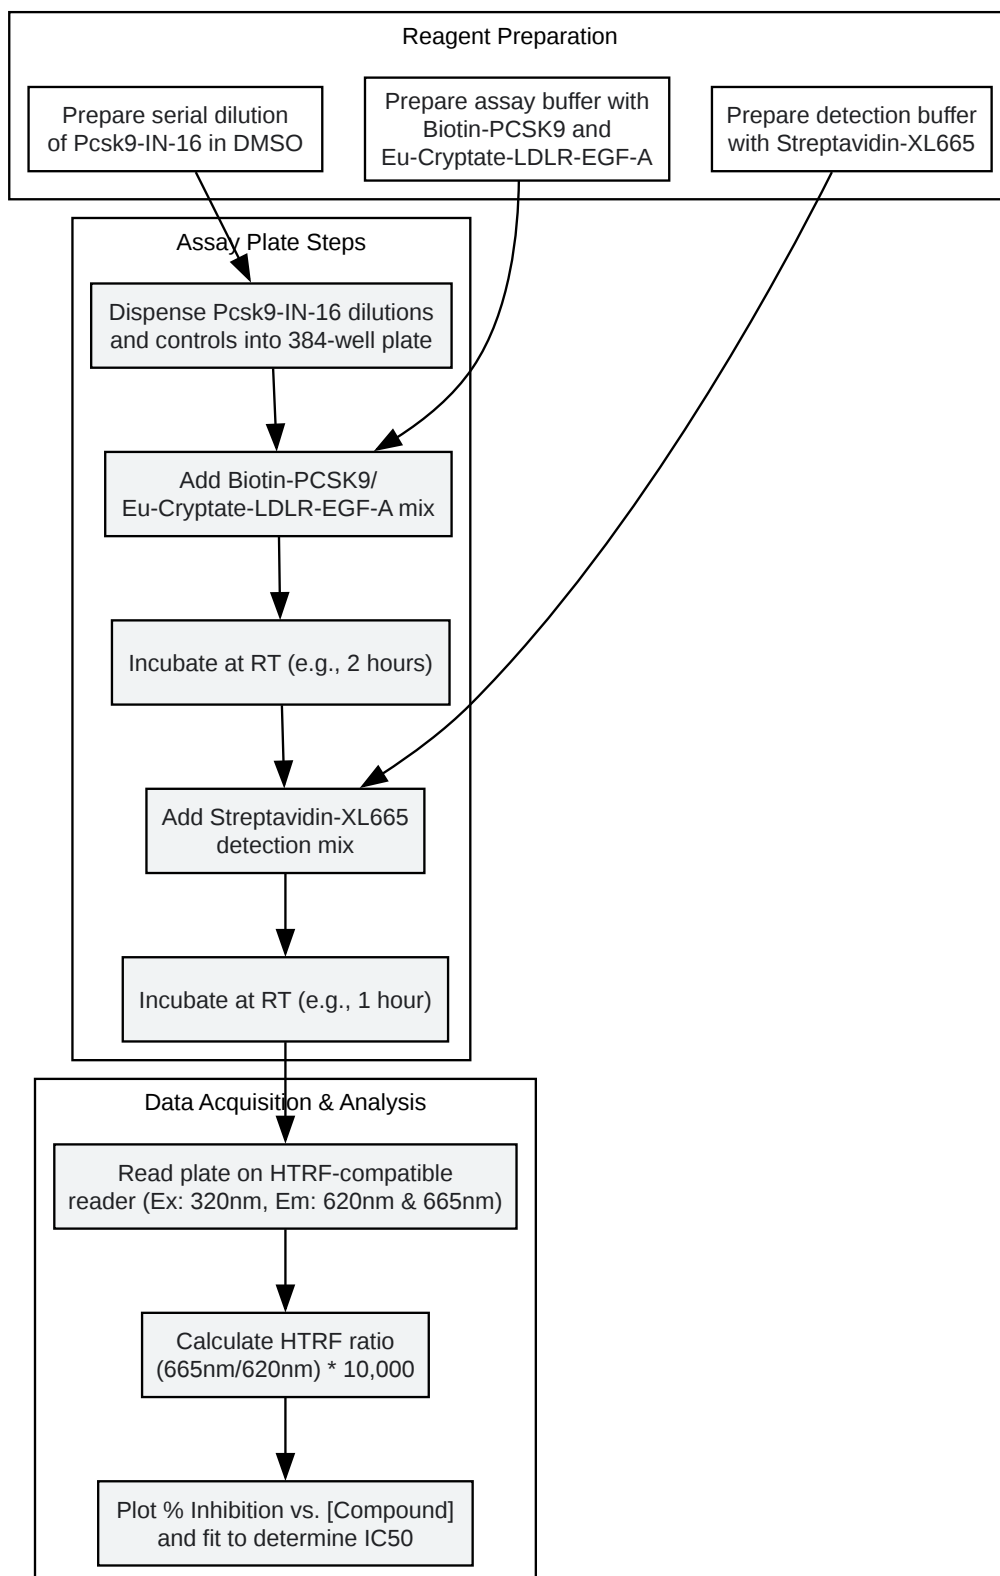 Reagent Preparation
Prepare serial dilution
of Pcsk9-IN-16 in DMSO
Prepare assay buffer with
Biotin-PCSK9 and
Eu-Cryptate-LDLR-EGF-A
Prepare detection buffer
with Streptavidin-XL665
Assay Plate Steps
Dispense Pcsk9-IN-16 dilutions
and controls into 384-well plate
Add Biotin-PCSK9/
Eu-Cryptate-LDLR-EGF-A mix
Incubate at RT (e.g., 2 hours)
Add Streptavidin-XL665
detection mix
Incubate at RT (e.g., 1 hour)
Data Acquisition & Analysis
Read plate on HTRF-compatible
reader (Ex: 320nm, Em: 620nm & 665nm)
Calculate HTRF ratio
(665nm/620nm) * 10,000
Plot % Inhibition vs. [Compound]
and fit to determine IC50